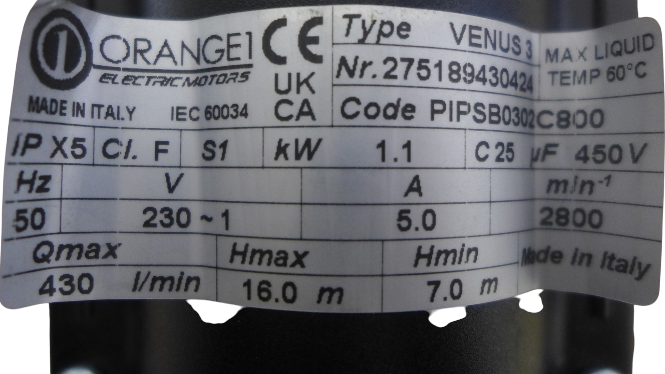 ORANGE1 CE Type VENUS 3 MAX LIQUID
ELECTRIC MOTORS UK Nr. 275189430424 TEMP 60°C
MADE IN ITALY IEC 60034 CA Code PIPSB0302C800
IP X5 Cl. F S1 kW 1.1 C 25 µF 450 V
Hz V A min-1
50 230 ~ 1 5.0 2800
Qmax Hmax Hmin Made in Italy
430 l/min 16.0 m 7.0 m